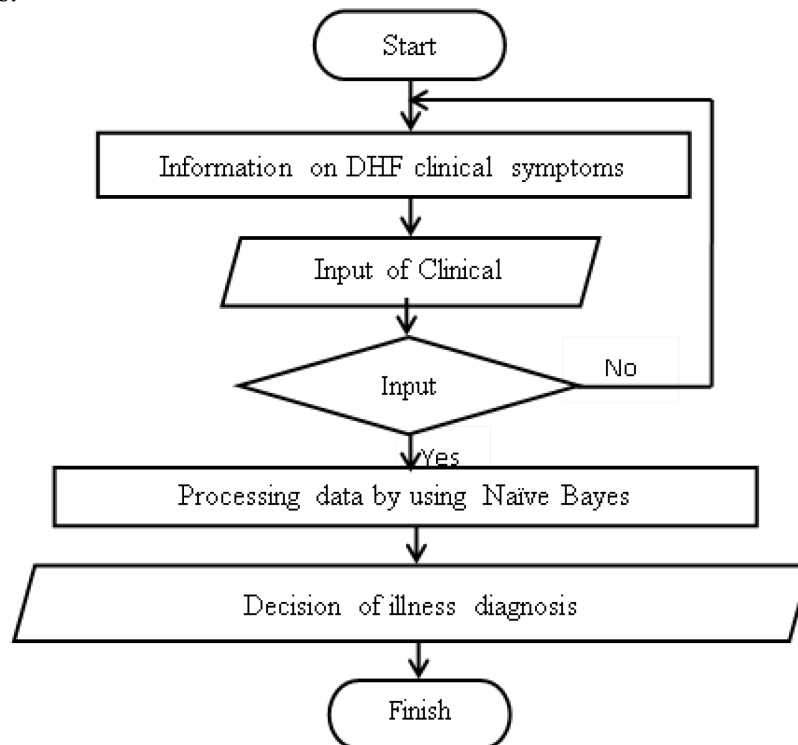 Start
Information on DHF clinical symptoms
Input of Clinical
Input
No
Yes
Processing data by using Naïve Bayes
Decision of illness diagnosis
Finish